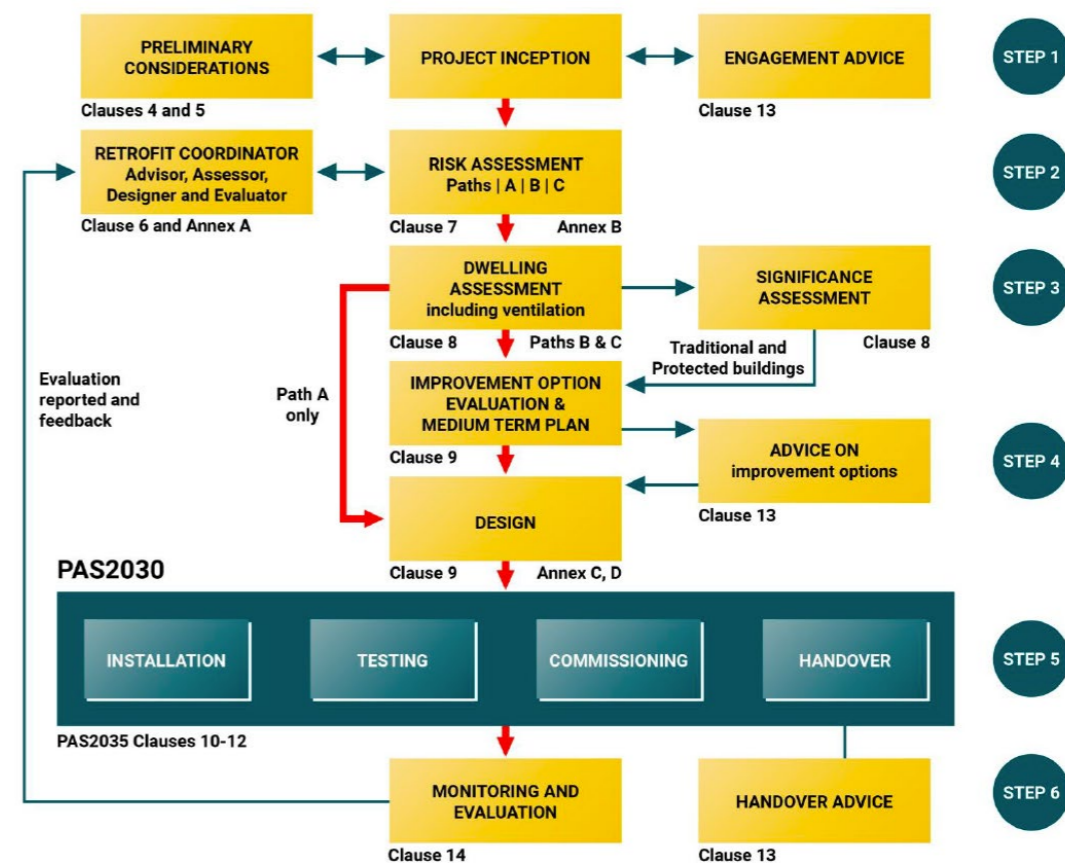 PRELIMINARY
CONSIDERATIONS
PROJECT INCEPTION
ENGAGEMENT ADVICE
STEP 1
Clauses 4 and 5
Clause 13
RETROFIT COORDINATOR
Advisor, Assessor,
Designer and Evaluator
RISK ASSESSMENT
Paths | A | B | C
STEP 2
Clause 6 and Annex A
Clause 7
Annex B
DWELLING
ASSESSMENT
including ventilation
SIGNIFICANCE
ASSESSMENT
STEP 3
Clause 8
Paths B & C
Traditional and
Protected buildings
Clause 8
Evaluation
reported and
feedback
Path A
only
IMPROVEMENT OPTION
EVALUATION &
MEDIUM TERM PLAN
Clause 9
ADVICE ON
improvement options
STEP 4
Clause 13
DESIGN
Clause 9
Annex C, D
PAS2030
INSTALLATION
TESTING
COMMISSIONING
HANDOVER
STEP 5
PAS2035 Clauses 10-12
MONITORING AND
EVALUATION
HANDOVER ADVICE
STEP 6
Clause 14
Clause 13